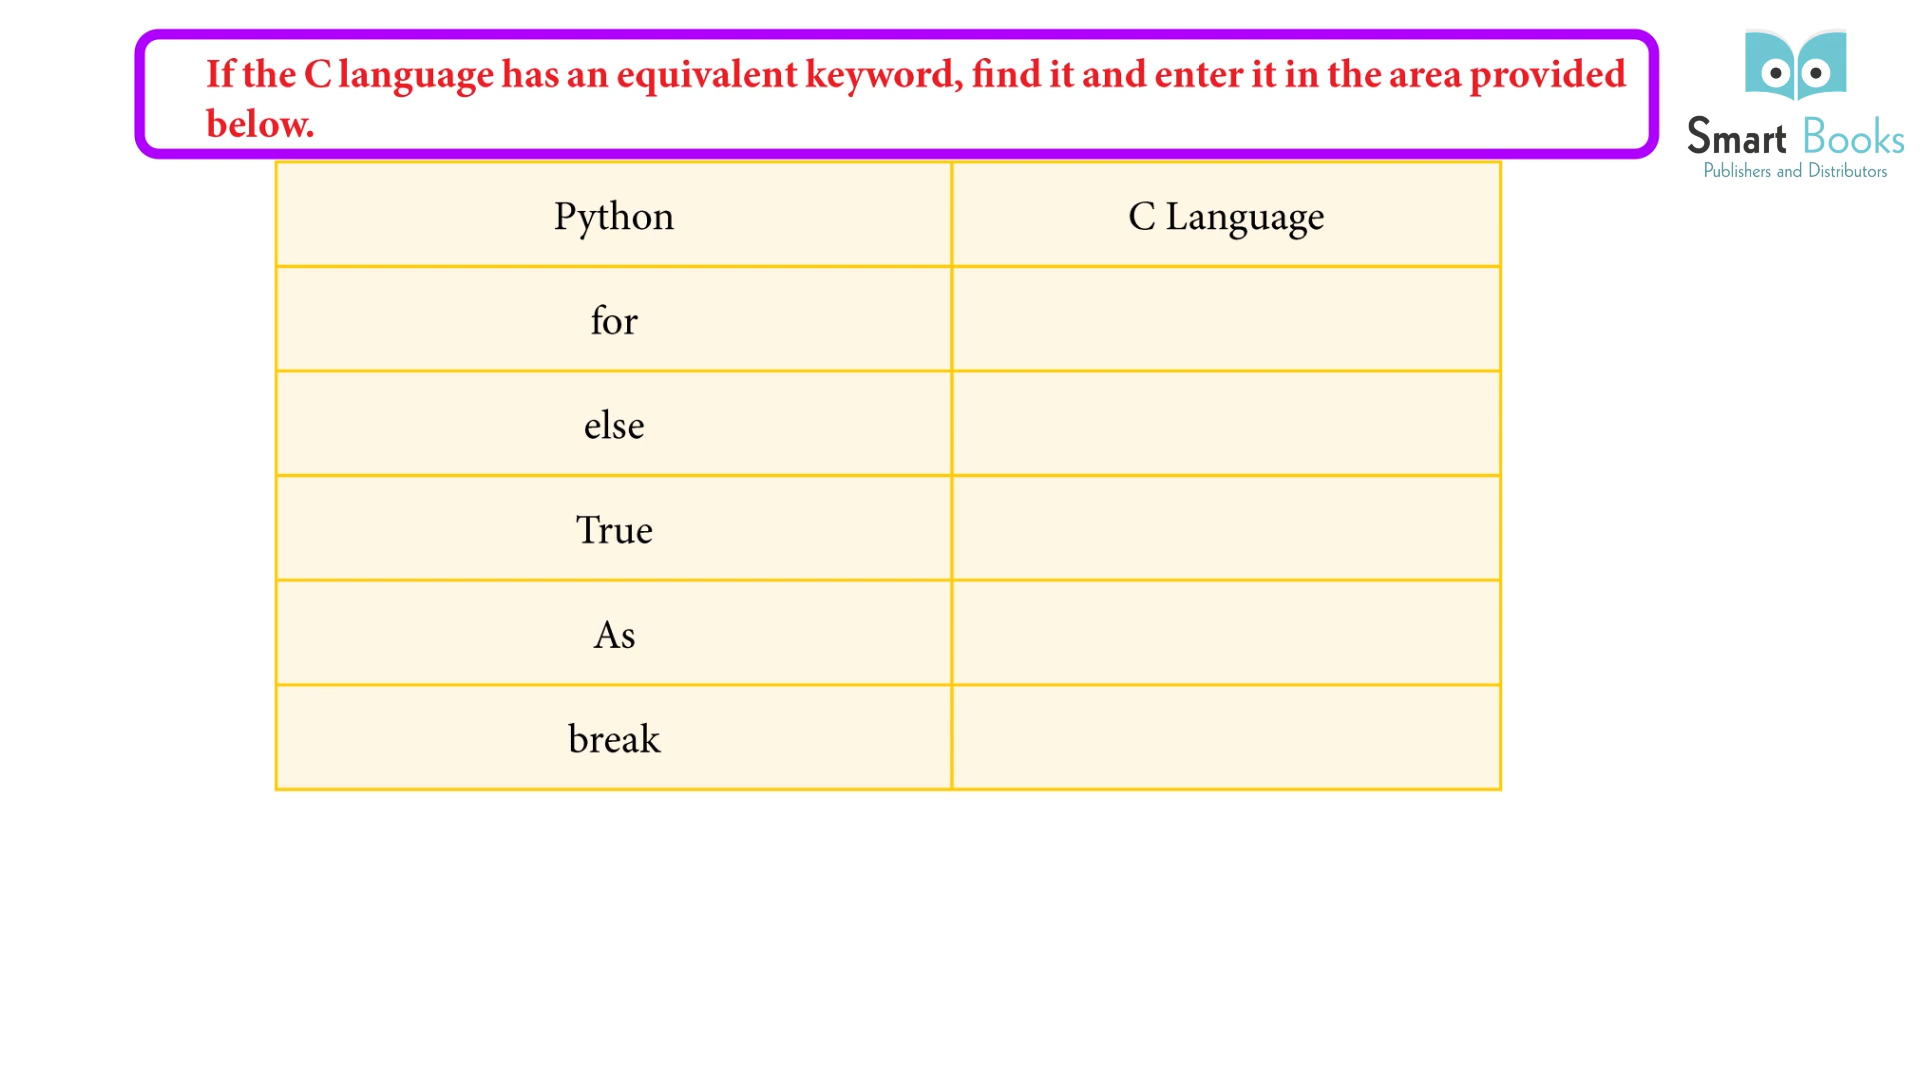 If the C language has an equivalent keyword, find it and enter it in the area provided
below.
Smart Books
Publishers and Distributors
Python
C Language
for
else
True
As
break